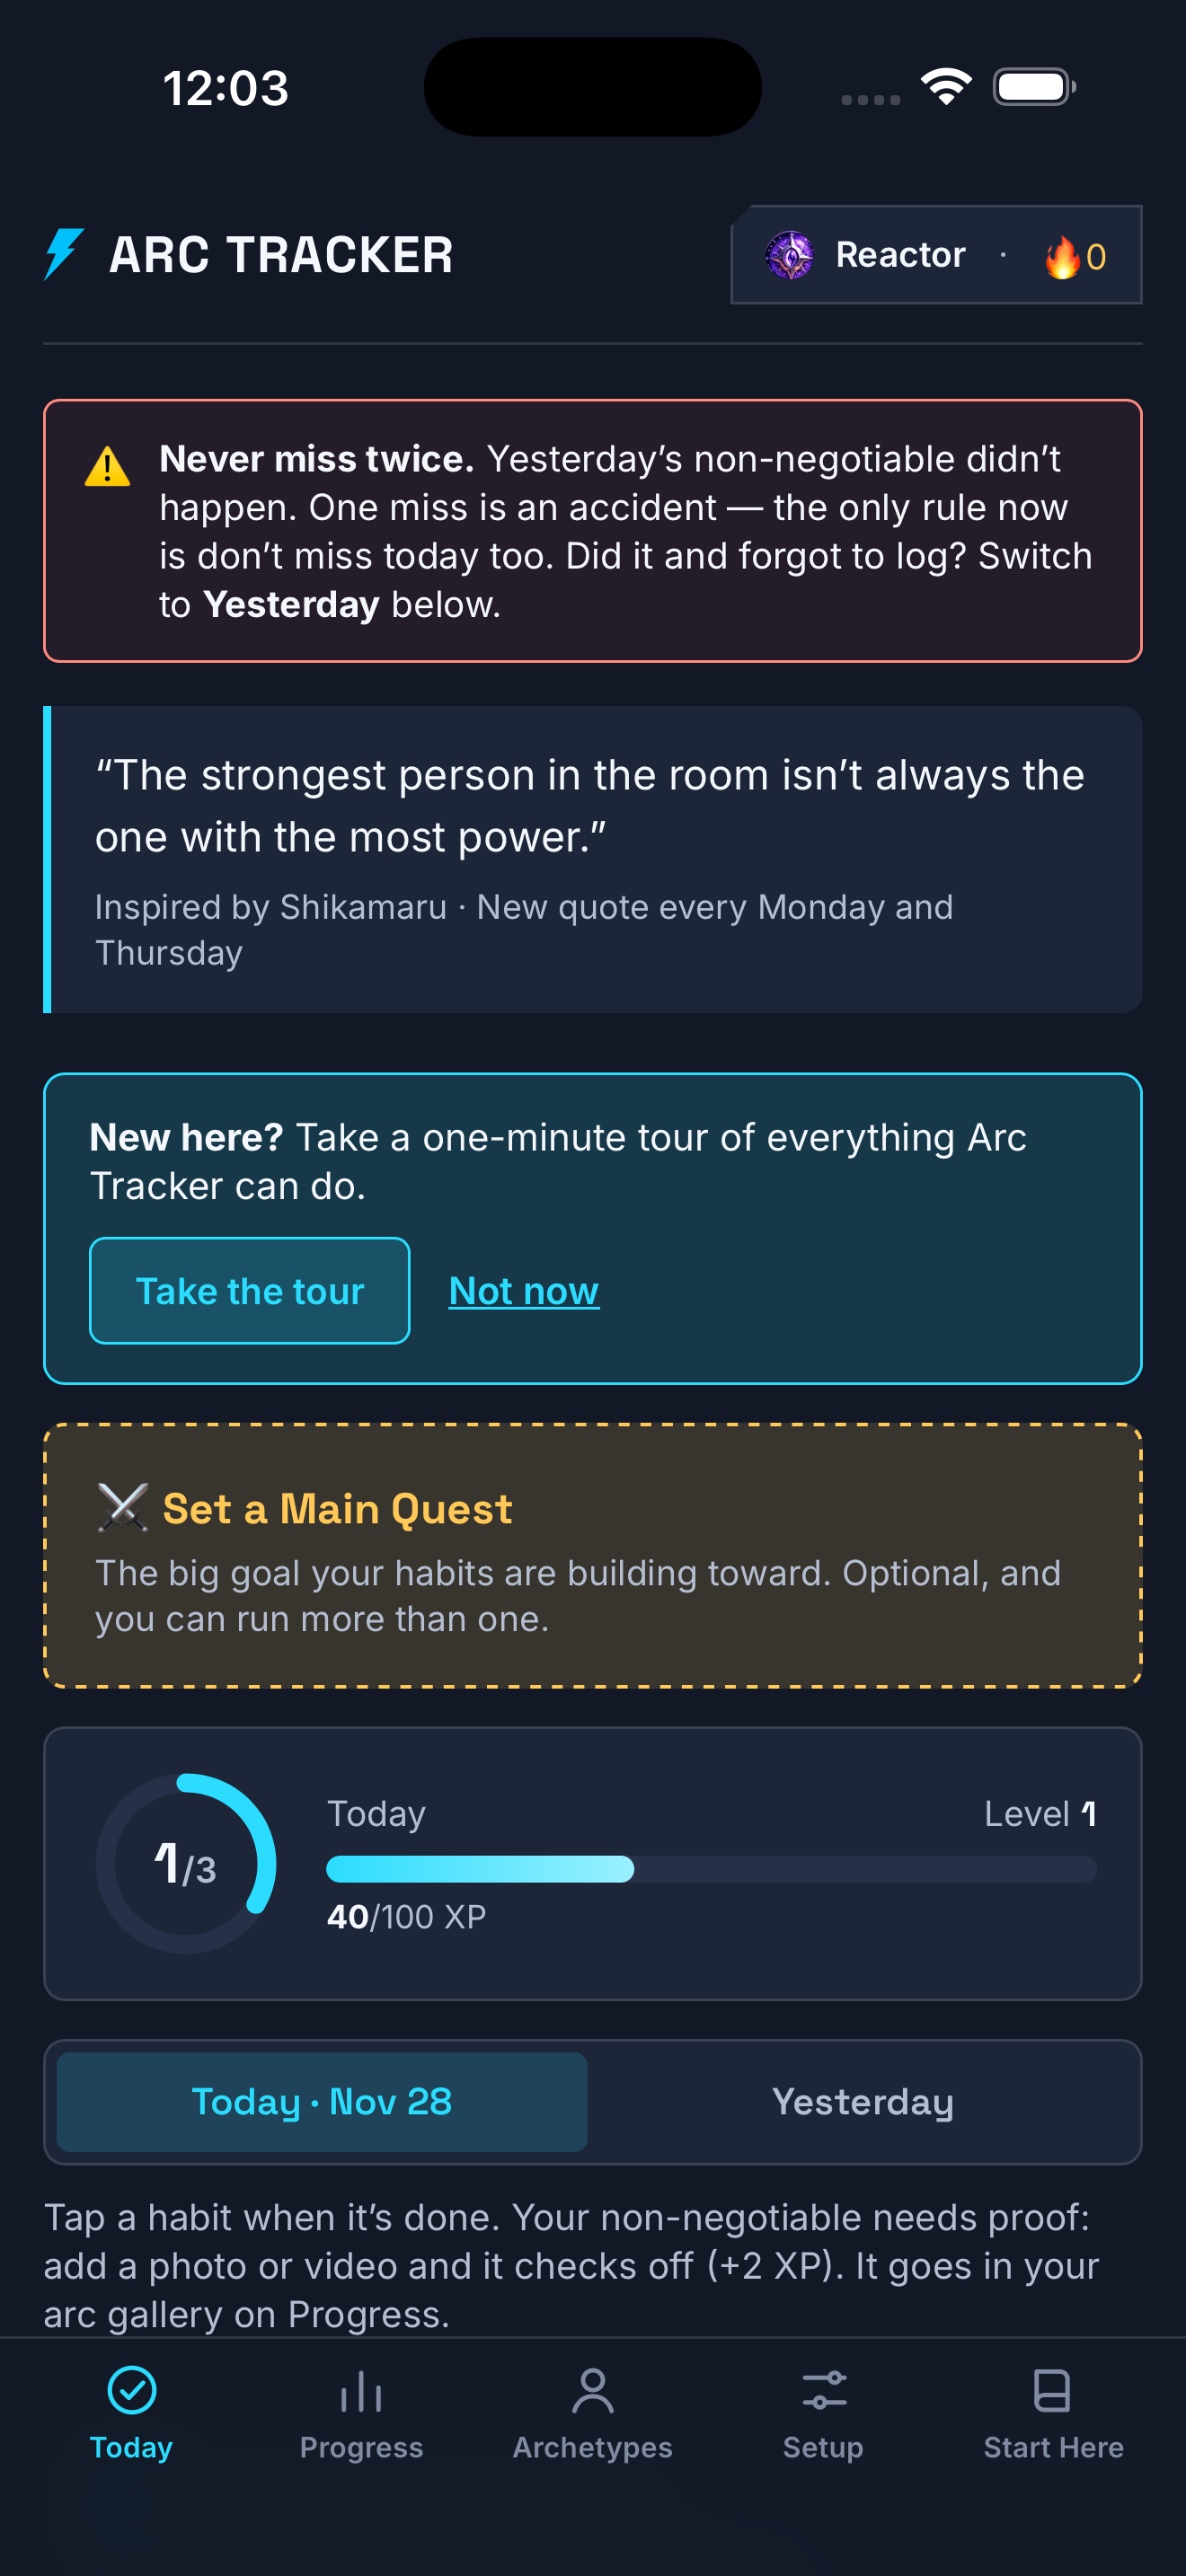 12:03
ARC TRACKER
Reactor · 🔥0
⚠️ Never miss twice. Yesterday’s non-negotiable didn’t
happen. One miss is an accident — the only rule now
is don’t miss today too. Did it and forgot to log? Switch
to Yesterday below.
“The strongest person in the room isn’t always the
one with the most power.”
Inspired by Shikamaru · New quote every Monday and
Thursday
New here? Take a one-minute tour of everything Arc
Tracker can do.
Take the tour
Not now
⚔️ Set a Main Quest
The big goal your habits are building toward. Optional, and
you can run more than one.
1/3
Today
Level 1
40/100 XP
Today · Nov 28
Yesterday
Tap a habit when it’s done. Your non-negotiable needs proof:
add a photo or video and it checks off (+2 XP). It goes in your
arc gallery on Progress.
Today
Progress
Archetypes
Setup
Start Here